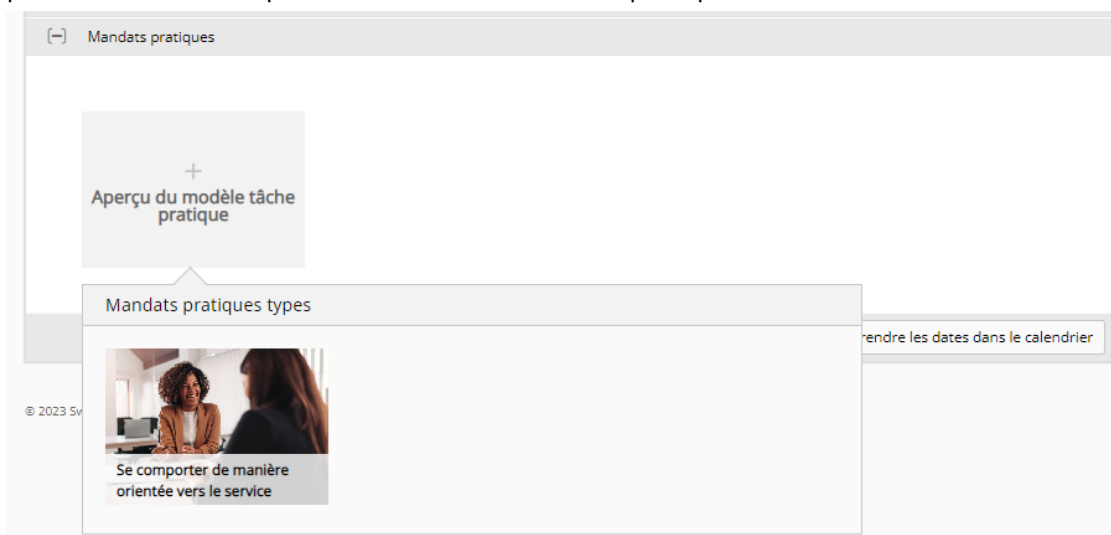 [-] Mandats pratiques
+
Aperçu du modèle tâche
pratique
Mandats pratiques types
rendre les dates dans le calendrier
Se comporter de manière
orientée vers le service
© 2023 Sw